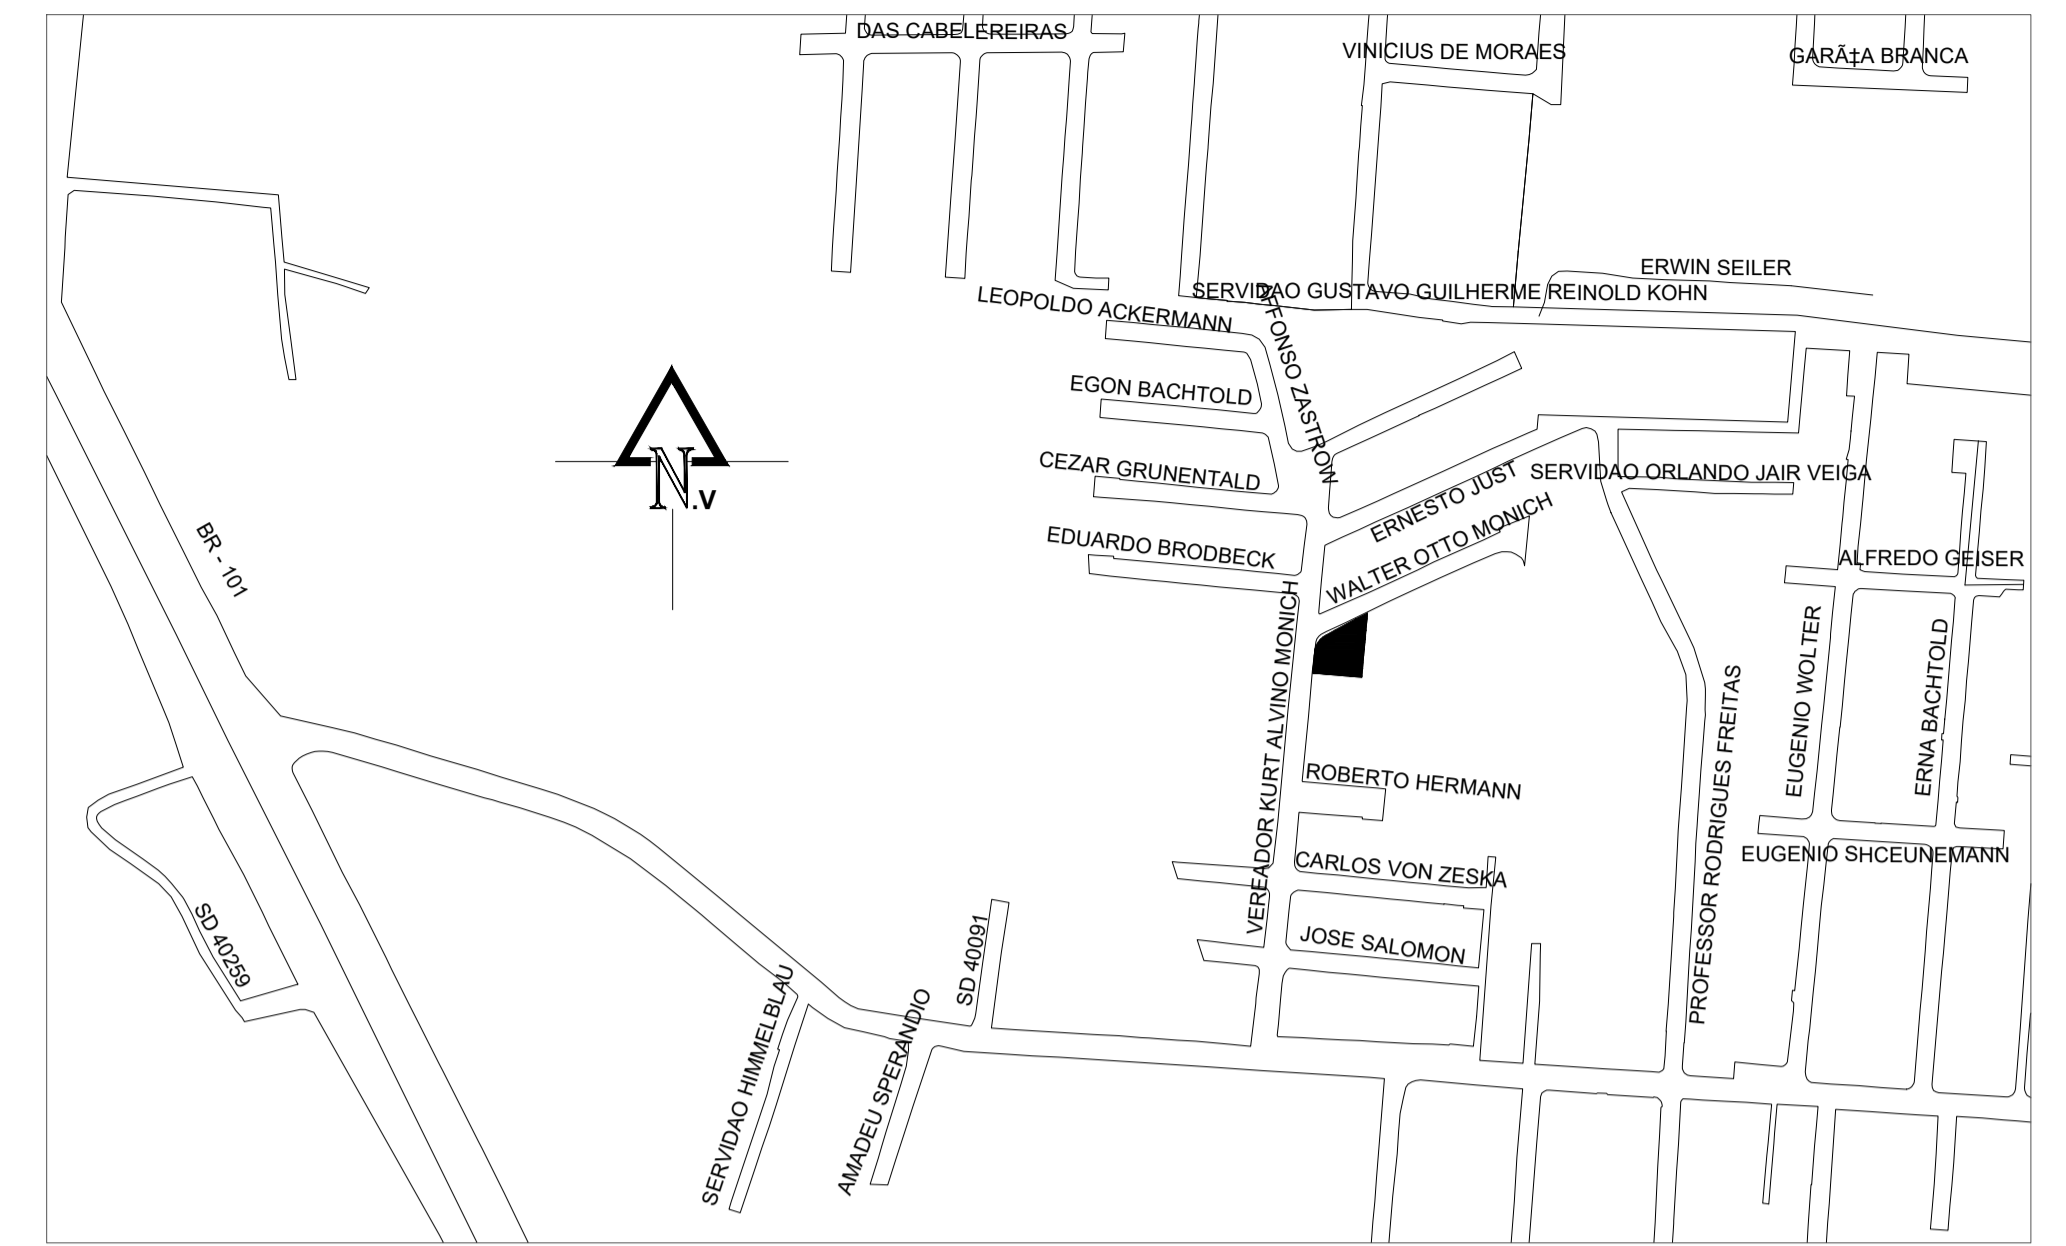 DAS CABELEREIRAS
VINICIUS DE MORAES
GARÃ‡A BRANCA
ERWIN SEILER
SERVIDAO GUSTAVO GUILHERME REINOLD KOHN
LEOPOLDO ACKERMANN
AFFONSO ZASTROW
EGON BACHTOLD
CEZAR GRUNENTALD
ERNESTO JUST
SERVIDAO ORLANDO JAIR VEIGA
N.V
WALTER OTTO MONICH
EDUARDO BRODBECK
BR - 101
ALFREDO GEISER
VEREADOR KURT ALVINO MONICH
EUGENIO WOLTER
ERNA BACHTOLD
PROFESSOR RODRIGUES FREITAS
ROBERTO HERMANN
EUGENIO SHCEUNEMANN
CARLOS VON ZESKA
JOSE SALOMON
SD 40259
SD 40091
SERVIDAO HIMMELBLAU
AMADEU SPERANDIO